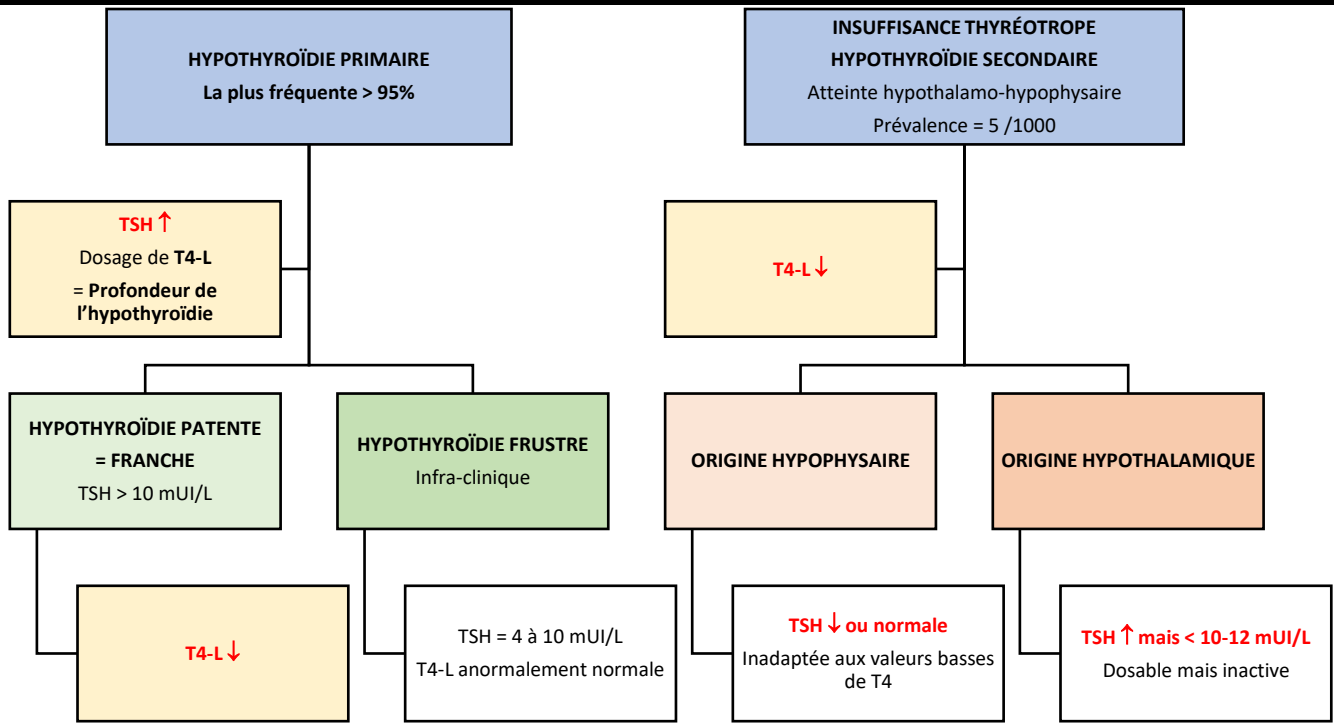 HYPOTHYROÏDIE PRIMAIRE
La plus fréquente > 95%
INSUFFISANCE THYRÉOTROPE
HYPOTHYROÏDIE SECONDAIRE
Atteinte hypothalamo-hypophysaire
Prévalence = 5 /1000
TSH ↑
Dosage de T4-L
= Profondeur de
l’hypothyroïdie
T4-L ↓
HYPOTHYROÏDIE PATENTE
= FRANCHE
TSH > 10 mUI/L
HYPOTHYROÏDIE FRUSTRE
Infra-clinique
ORIGINE HYPOPHYSAIRE
ORIGINE HYPOTHALAMIQUE
T4-L ↓
TSH = 4 à 10 mUI/L
T4-L anormalement normale
TSH ↓ ou normale
Inadaptée aux valeurs basses
de T4
TSH ↑ mais < 10-12 mUI/L
Dosable mais inactive